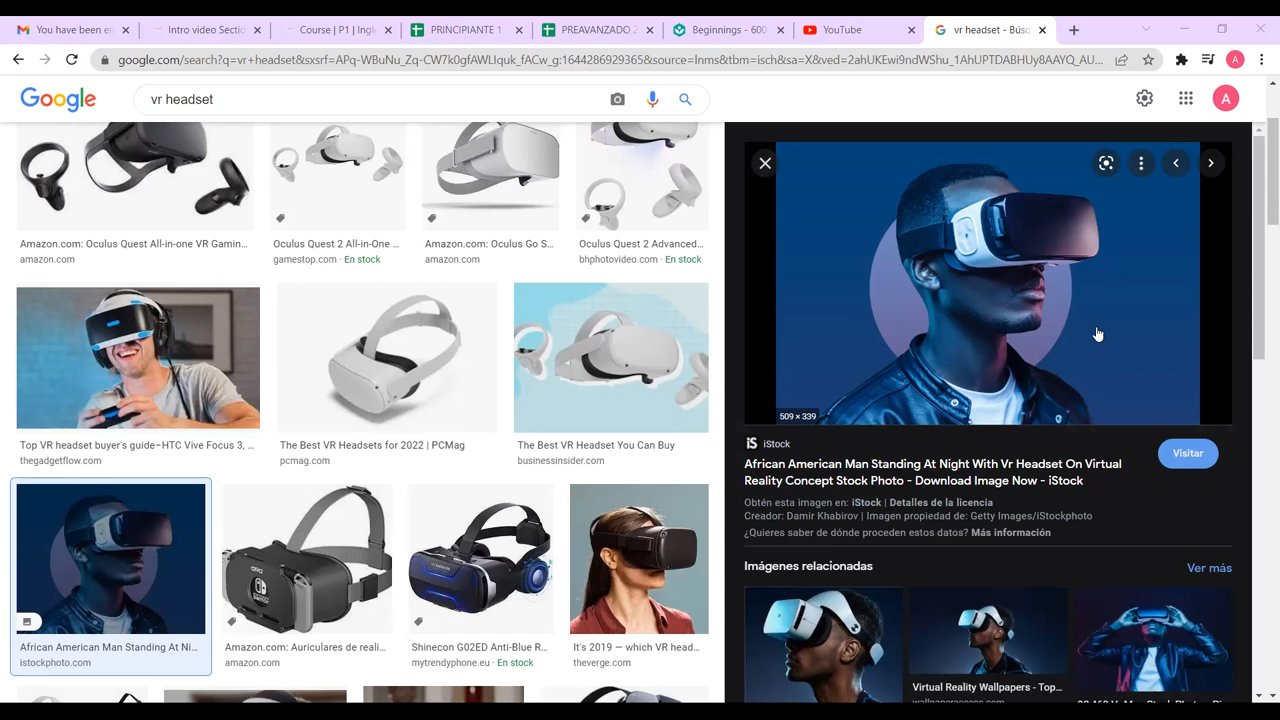 You have been en
Intro video Sectio
Course | P1 | Ingl
PRINCIPIANTE 1
PREAVANZADO 2
Beginnings - 600
YouTube
vr headset - Búsq
google.com/search?q=vr+headset&sxsrf=APq-WBuNu_Zq-CW7k0gfAWLIquk_fAOw_g:1644286929365&source=lnms&tbm=isch&sa=X&ved=2ahUKEwi9ndWShu_1AhUPTDABHUy8AAYQ_AU...
A
Google
vr headset
A
Amazon.com: Oculus Quest All-in-one VR Gamin...
amazon.com
Oculus Quest 2 All-in-One ...
gamestop.com · En stock
Amazon.com: Oculus Go S...
amazon.com
Oculus Quest 2 Advanced...
bhphotovideo.com · En stock
Top VR headset buyer's guide–HTC Vive Focus 3, ...
thegadgetflow.com
The Best VR Headsets for 2022 | PCMag
pcmag.com
The Best VR Headset You Can Buy
businessinsider.com
African American Man Standing At Ni...
istockphoto.com
Amazon.com: Auriculares de reali...
amazon.com
Shinecon G02ED Anti-Blue R...
mytrendyphone.eu · En stock
It's 2019 — which VR head...
theverge.com
509 × 339
iS iStock
Visitar
African American Man Standing At Night With Vr Headset On Virtual
Reality Concept Stock Photo - Download Image Now - iStock
Obtén esta imagen en: iStock | Detalles de la licencia
Creador: Damir Khabirov | Imagen propiedad de: Getty Images/iStockphoto
¿Quieres saber de dónde proceden estos datos? Más información
Imágenes relacionadas
Ver más
Virtual Reality Wallpapers - Top...